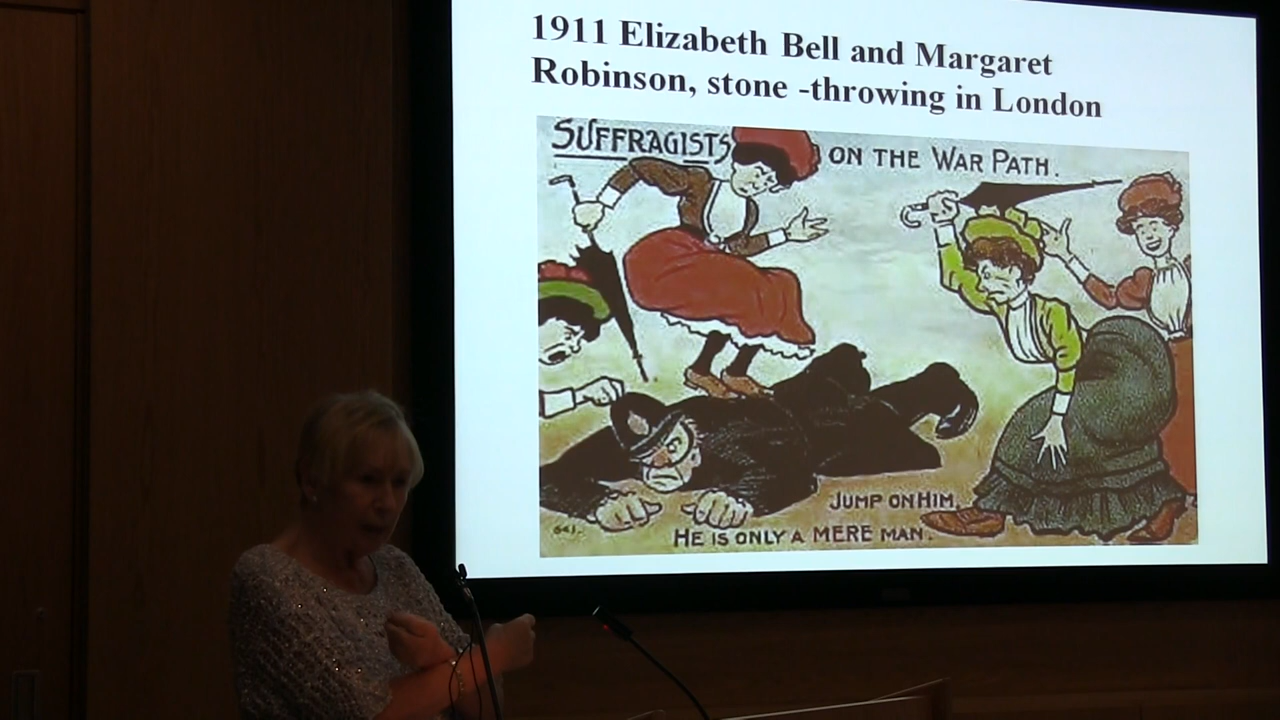 1911 Elizabeth Bell and Margaret
Robinson, stone -throwing in London
SUFFRAGISTS ON THE WAR PATH.
JUMP ON HIM,
HE IS ONLY A MERE MAN.